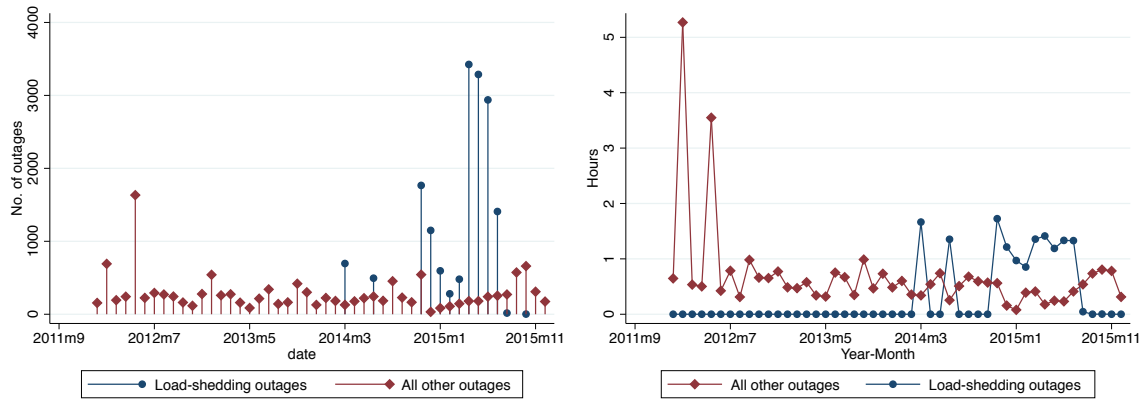 4000
3000
2000
1000
0
No. of outages
2011m9 2012m7 2013m5 2014m3 2015m1 2015m11
date
Load-shedding outages All other outages
5
4
3
2
1
0
Hours
2011m9 2012m7 2013m5 2014m3 2015m1 2015m11
Year-Month
All other outages Load-shedding outages